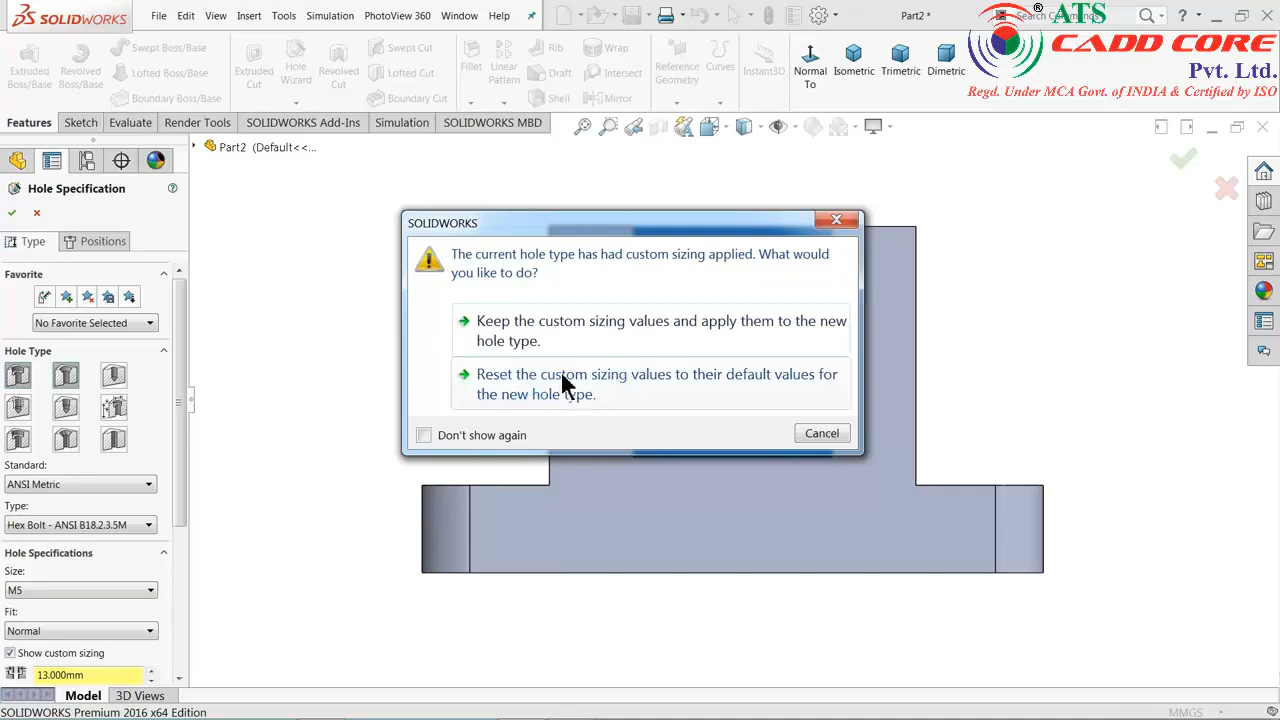 SOLIDWORKS File Edit View Insert Tools Simulation PhotoView 360 Window Help Part2 * Search Commands ?
® ATS
CADD CORE
Pvt. Ltd.
Regd. Under MCA Govt. of INDIA & Certified by ISO
Extruded Boss/Base
Revolved Boss/Base
Swept Boss/Base
Lofted Boss/Base
Boundary Boss/Base
Extruded Cut
Hole Wizard
Revolved Cut
Swept Cut
Lofted Cut
Boundary Cut
Fillet
Linear Pattern
Rib
Draft
Shell
Wrap
Intersect
Mirror
Reference Geometry
Curves
Instant3D
Normal To
Isometric
Trimetric
Dimetric
Features Sketch Evaluate Render Tools SOLIDWORKS Add-Ins Simulation SOLIDWORKS MBD
Part2 (Default<<...
Hole Specification
Type Positions
Favorite
No Favorite Selected
Hole Type
Standard:
ANSI Metric
Type:
Hex Bolt - ANSI B18.2.3.5M
Hole Specifications
Size:
M5
Fit:
Normal
Show custom sizing
13.000mm
SOLIDWORKS
The current hole type has had custom sizing applied. What would
you like to do?
Keep the custom sizing values and apply them to the new
hole type.
Reset the custom sizing values to their default values for
the new hole type.
Don't show again
Cancel
Model 3D Views
SOLIDWORKS Premium 2016 x64 Edition
MMGS